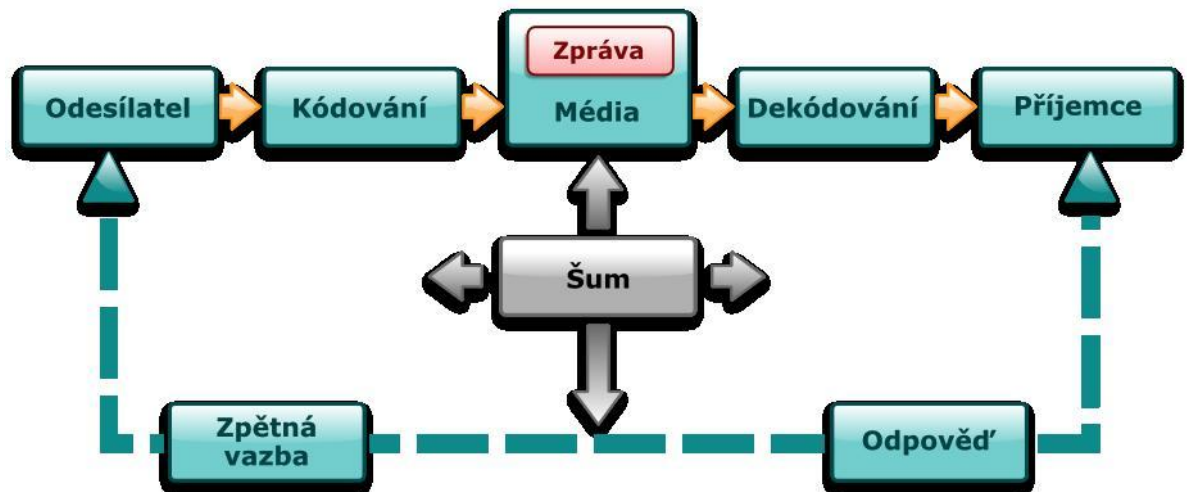 Zpráva
Odesílatel
Kódování
Média
Dekódování
Příjemce
Šum
Zpětná
vazba
Odpověď